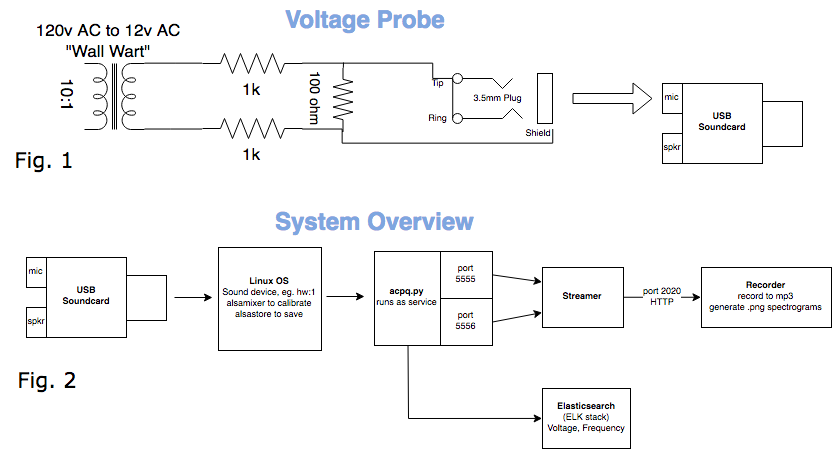 Voltage Probe
120v AC to 12v AC
"Wall Wart"
10:1
1k
1k
100 ohm
Tip
3.5mm Plug
Ring
Shield
mic
spkr
USB
Soundcard
Fig. 1
System Overview
mic
spkr
USB
Soundcard
Linux OS
Sound device, eg. hw:1
alsamixer to calibrate
alsastore to save
acpq.py
runs as service
port
5555
port
5556
Streamer
port 2020
HTTP
Recorder
record to mp3
generate .png spectrograms
Fig. 2
Elasticsearch
(ELK stack)
Voltage, Frequency